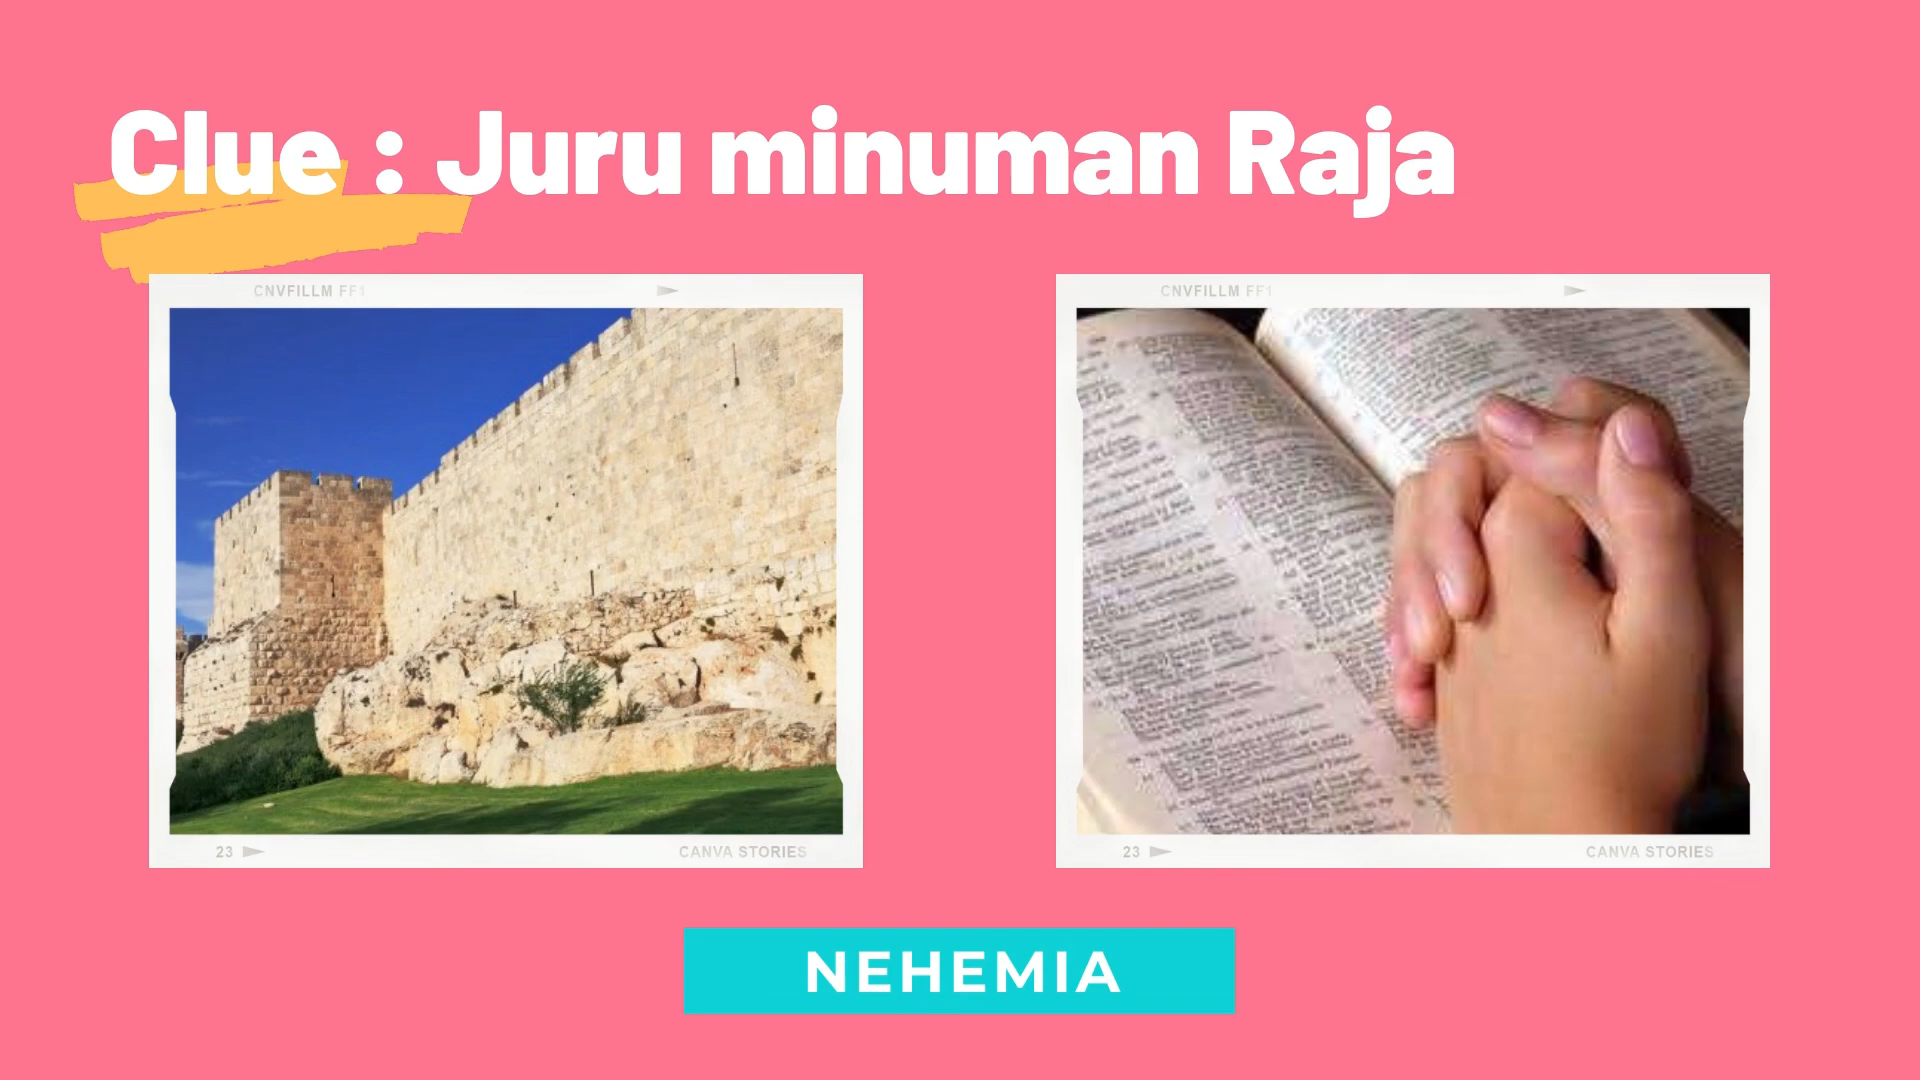 Clue : Juru minuman Raja
CNVFILLM FF1
CNVFILLM FF1
23
CANVA STORIES
23
CANVA STORIES
NEHEMIA